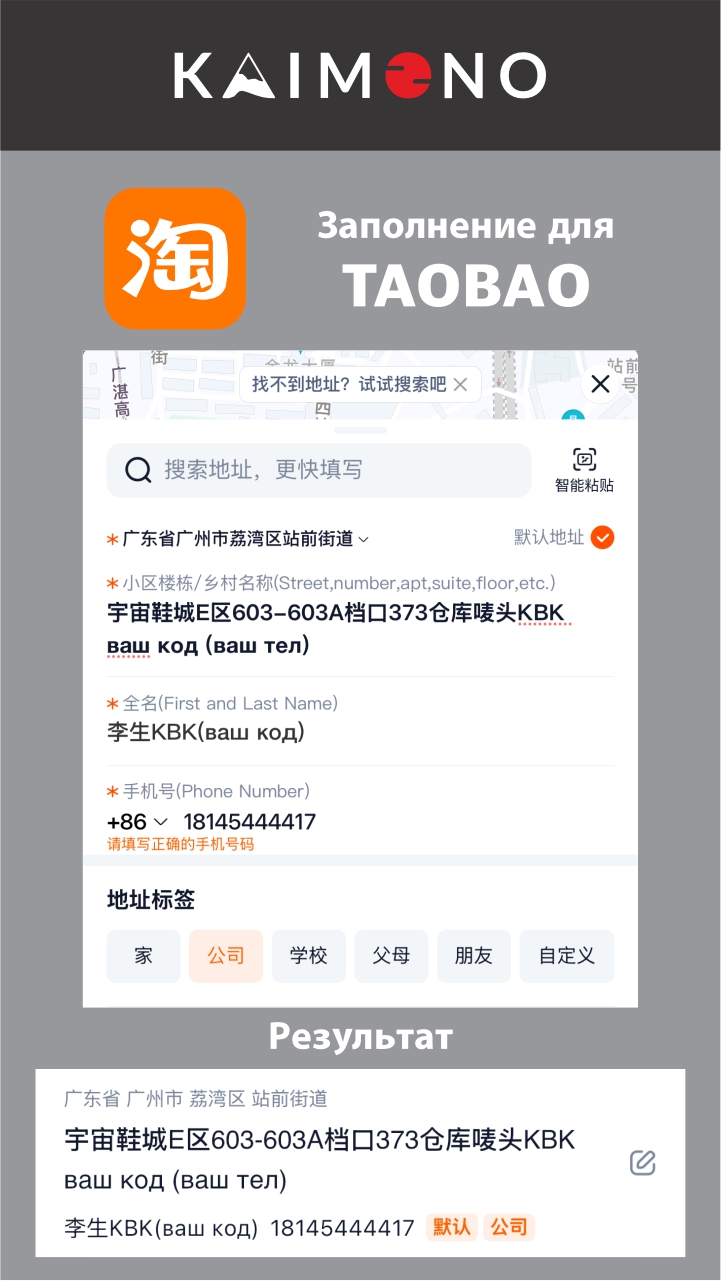 KAIMONO
淘
Заполнение для
TAOBAO
街
站前
广湛高
找不到地址？试试搜索吧
号
四
搜索地址，更快填写
智能粘贴
*广东省广州市荔湾区站前街道
默认地址
*小区楼栋/乡村名称(Street,number,apt,suite,floor,etc.)
宇宙鞋城E区603–603A档口373仓库唛头KBK
ваш код (ваш тел)
*全名(First and Last Name)
李生KBK(ваш код)
*手机号(Phone Number)
+86 18145444417
请填写正确的手机号码
地址标签
家 公司 学校 父母 朋友 自定义
Результат
广东省 广州市 荔湾区 站前街道
宇宙鞋城E区603-603A档口373仓库唛头KBK
ваш код (ваш тел)
李生KBK(ваш код) 18145444417 默认 公司